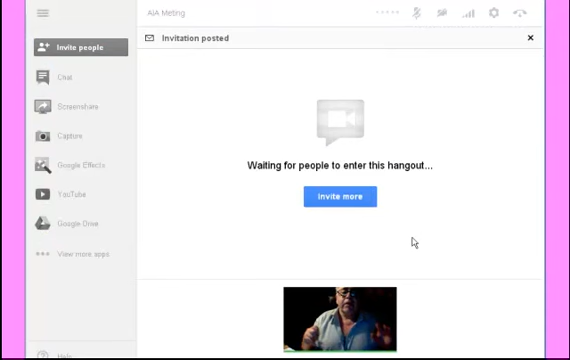 AIA Meting
Invitation posted
Invite people
Chat
Screenshare
Capture
Google Effects
YouTube
Google Drive
View more apps
Help
Waiting for people to enter this hangout...
Invite more